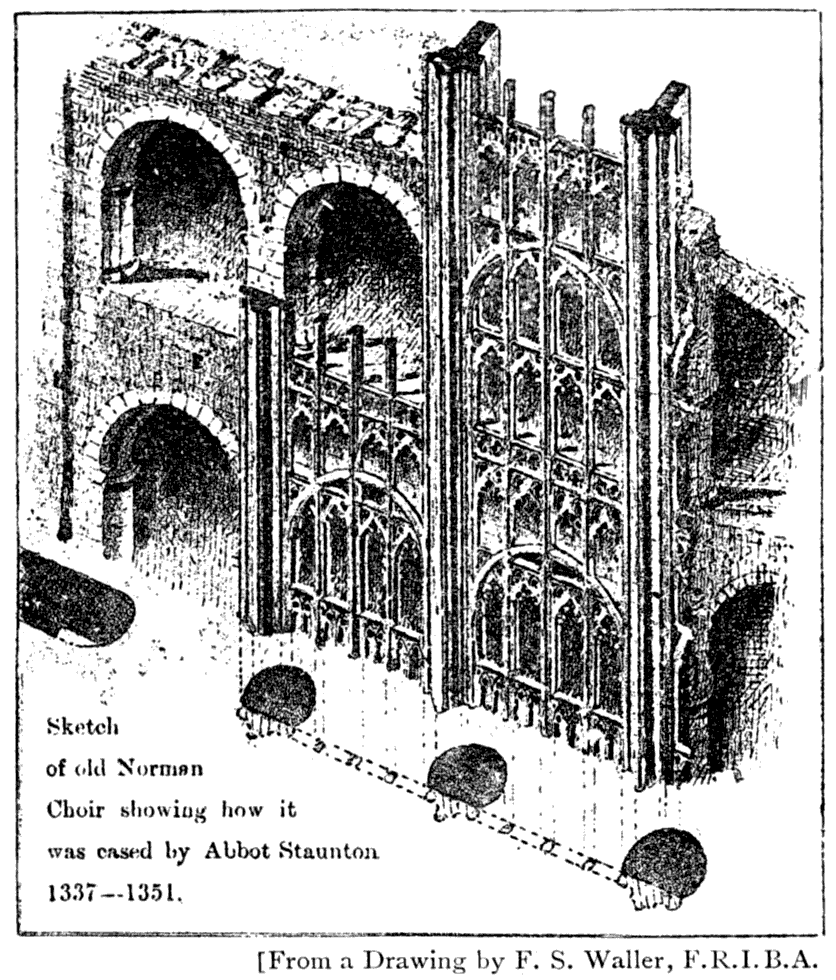 Sketch
of old Norman
Choir showing how it
was cased by Abbot Staunton
1337—1351.
[From a Drawing by F. S. Waller, F.R.I.B.A.